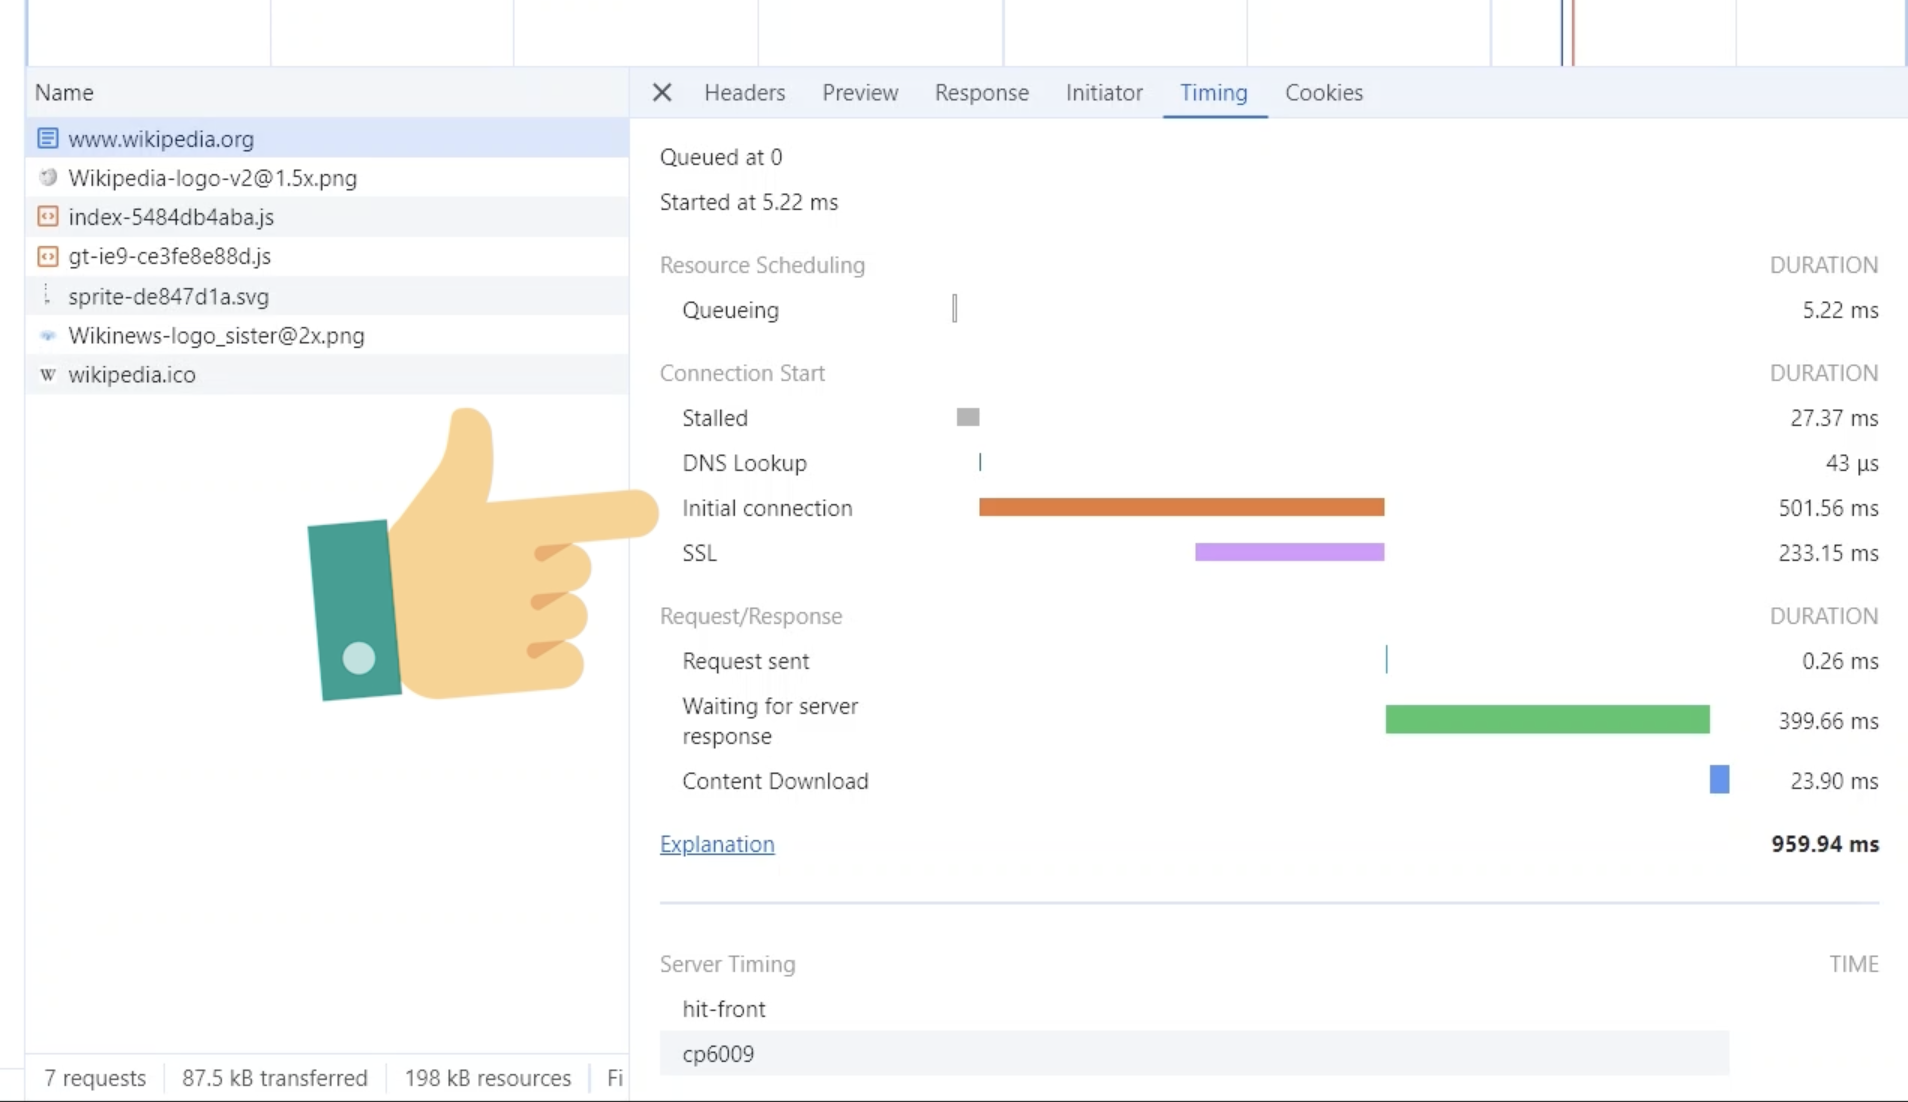 Name
www.wikipedia.org
Wikipedia-logo-v2@1.5x.png
index-5484db4aba.js
gt-ie9-ce3fe8e88d.js
sprite-de847d1a.svg
Wikinews-logo_sister@2x.png
W wikipedia.ico
7 requests 87.5 kB transferred 198 kB resources Fi
Headers Preview Response Initiator Timing Cookies
Queued at 0
Started at 5.22 ms
Resource Scheduling DURATION
Queueing 5.22 ms
Connection Start DURATION
Stalled 27.37 ms
DNS Lookup 43 μs
Initial connection 501.56 ms
SSL 233.15 ms
Request/Response DURATION
Request sent 0.26 ms
Waiting for server
response 399.66 ms
Content Download 23.90 ms
Explanation 959.94 ms
Server Timing TIME
hit-front
cp6009